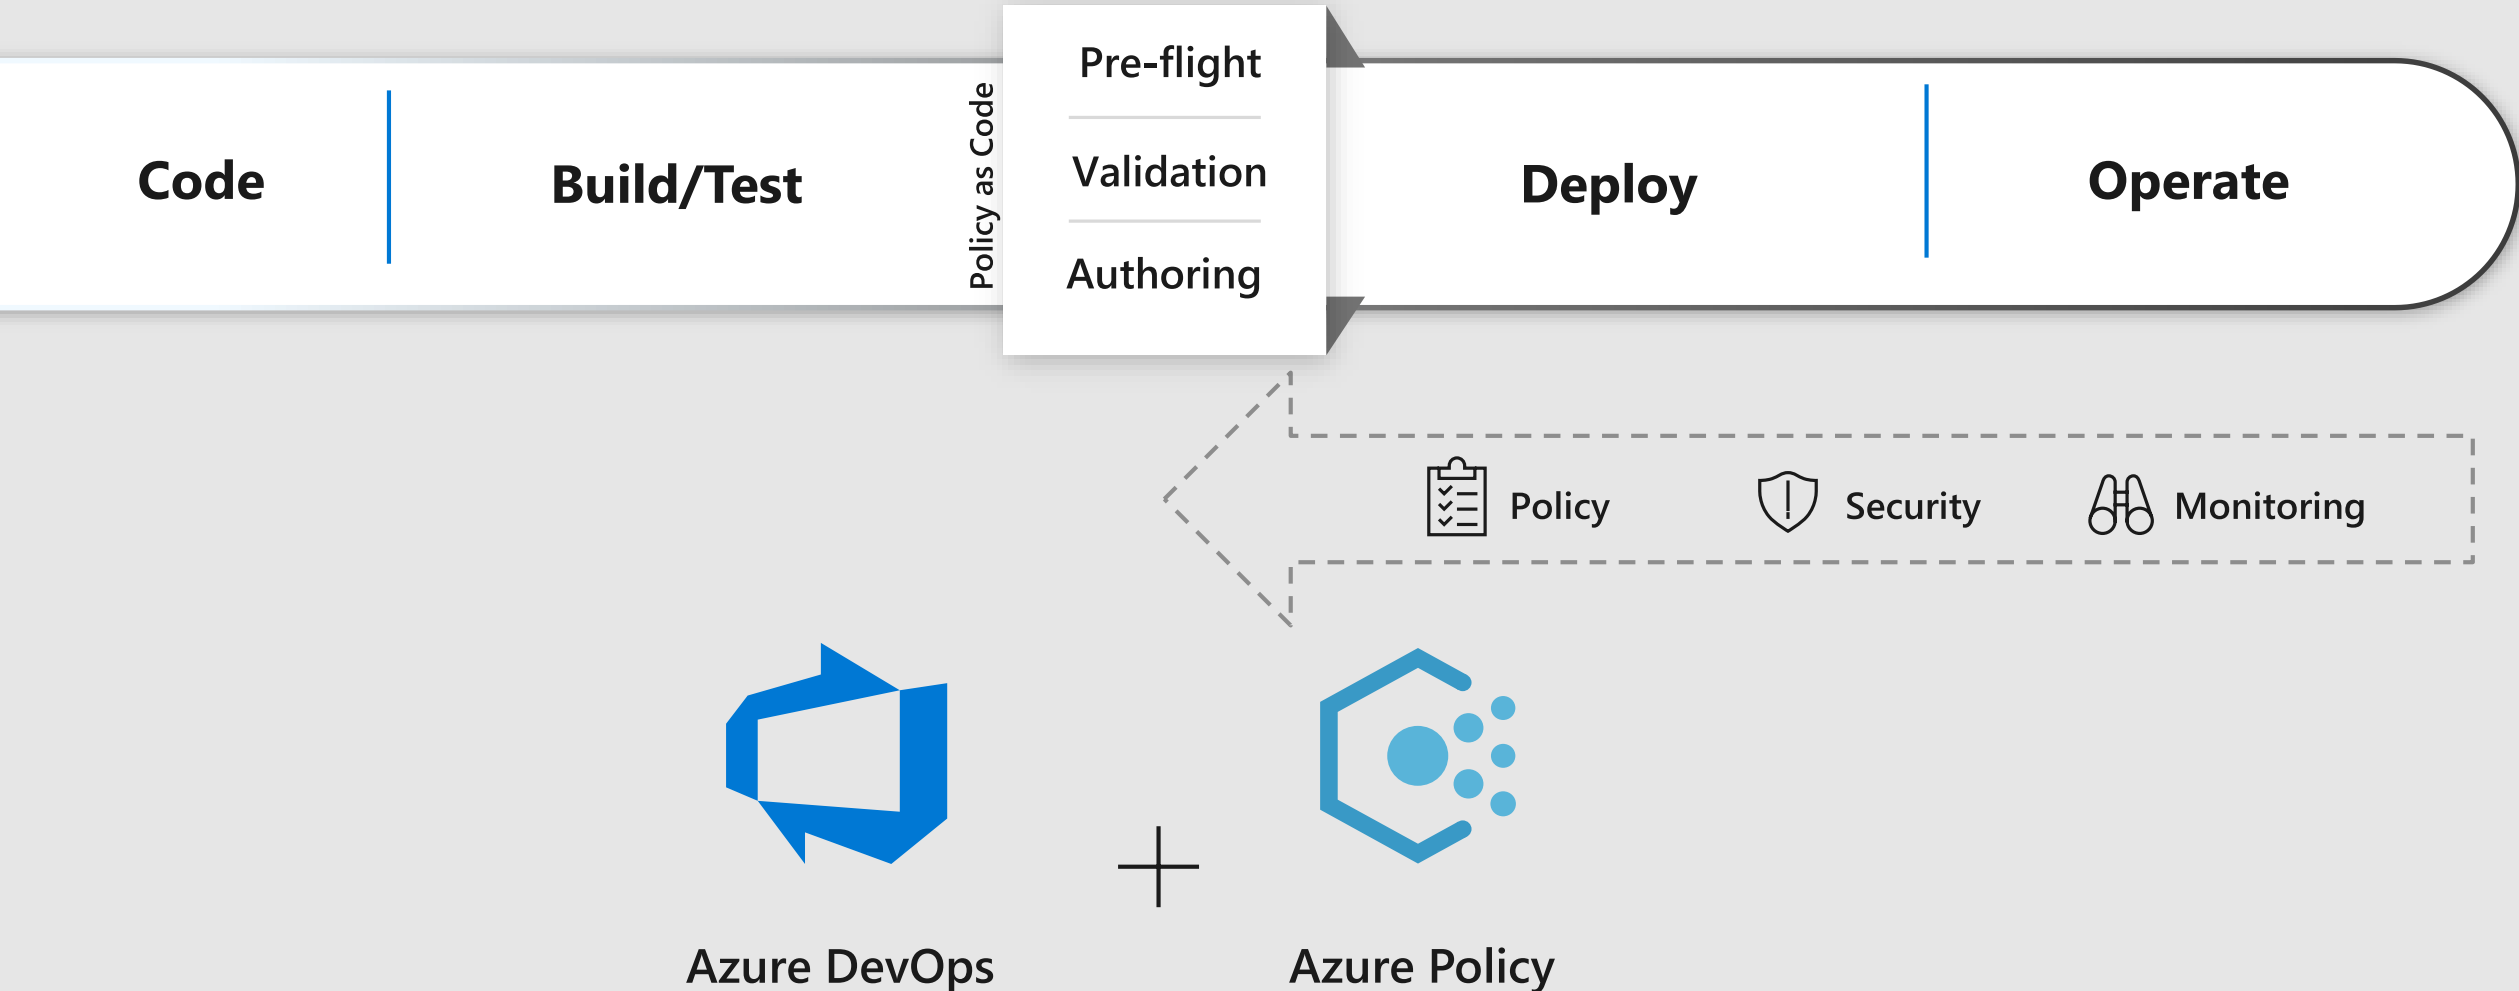 Code
Build/Test
Policy as Code
Pre-flight
Validation
Authoring
Deploy
Operate
Policy
Security
Monitoring
Azure DevOps
Azure Policy